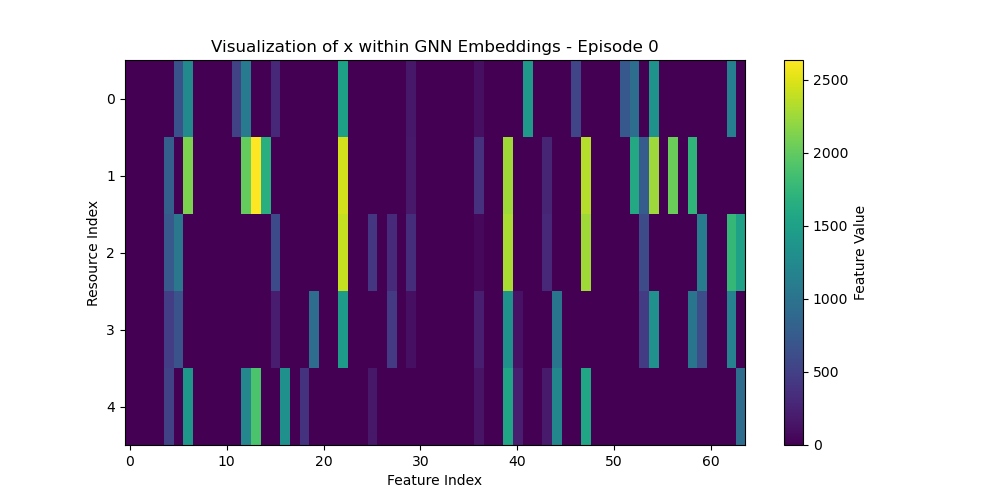 Visualization of x within GNN Embeddings - Episode 0
Resource Index
0
1
2
3
4
0 10 20 30 40 50 60
Feature Index
2500
2000
1500
1000
500
0
Feature Value